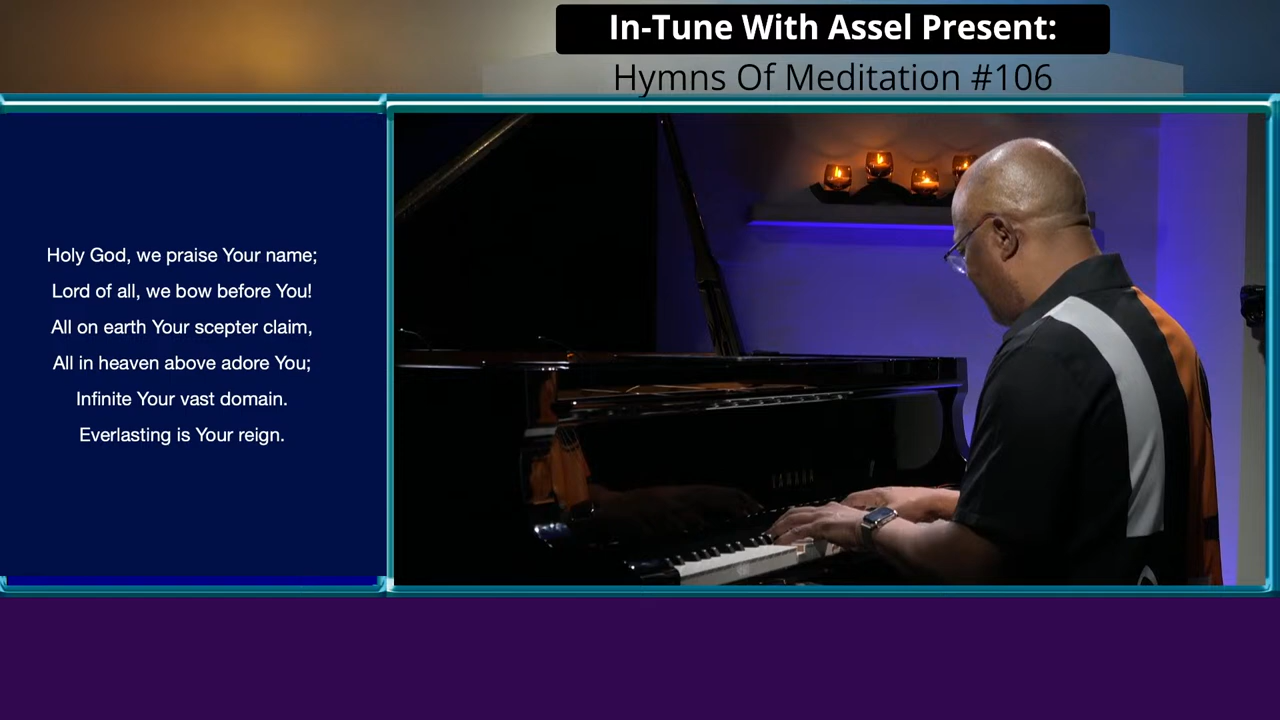 In-Tune With Assel Present:
Hymns Of Meditation #106
Holy God, we praise Your name;
Lord of all, we bow before You!
All on earth Your scepter claim,
All in heaven above adore You;
Infinite Your vast domain.
Everlasting is Your reign.
YAMAHA